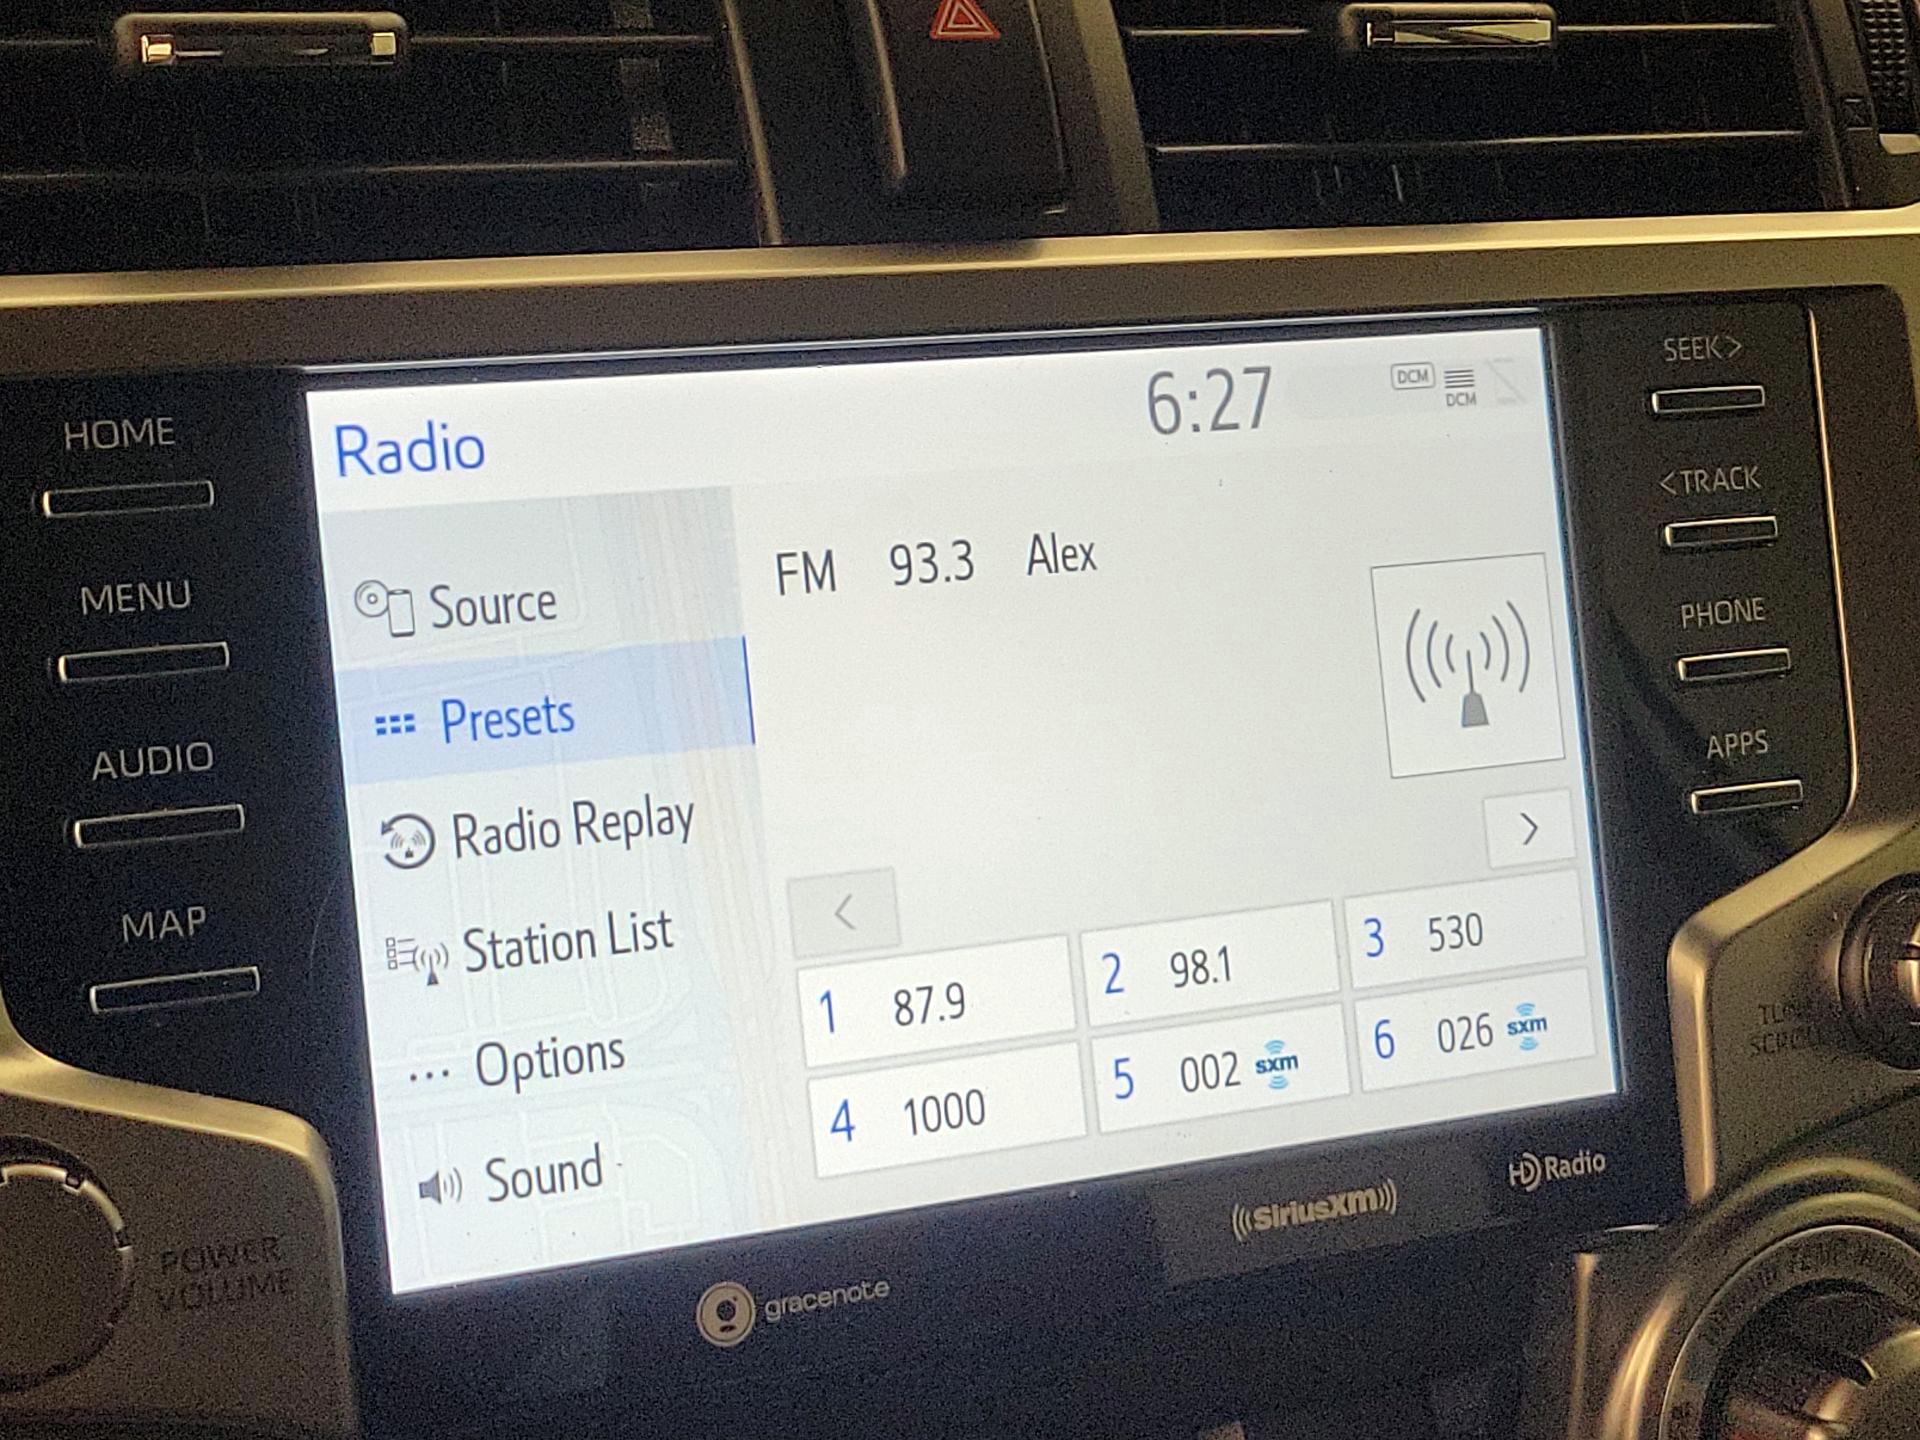 HOME
MENU
AUDIO
MAP
POWER
VOLUME
Radio
6:27
DCM
DCM
Source
Presets
Radio Replay
Station List
... Options
Sound
FM 93.3 Alex
<
>
1 87.9
2 98.1
3 530
4 1000
5 002 sxm
6 026 sxm
gracenote
((SiriusXM))
HD Radio
SEEK>
<TRACK
PHONE
APPS